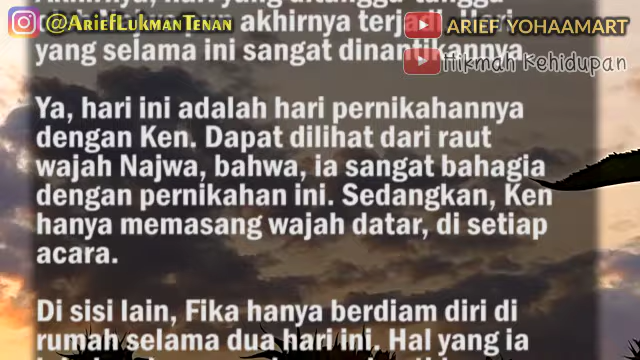 @AriefLukmanTenan
ARIEF YOHAAMART
Hikmah Kehidupan
akhirnya
yang selama ini sangat dinantikannya
Ya, hari ini adalah hari pernikahannya
dengan Ken. Dapat dilihat dari raut
wajah Najwa, bahwa, ia sangat bahagia
dengan pernikahan ini. Sedangkan, Ken
hanya memasang wajah datar, di setiap
acara.
Di sisi lain, Fika hanya berdiam diri di
rumah selama dua hari ini. Hal yang ia